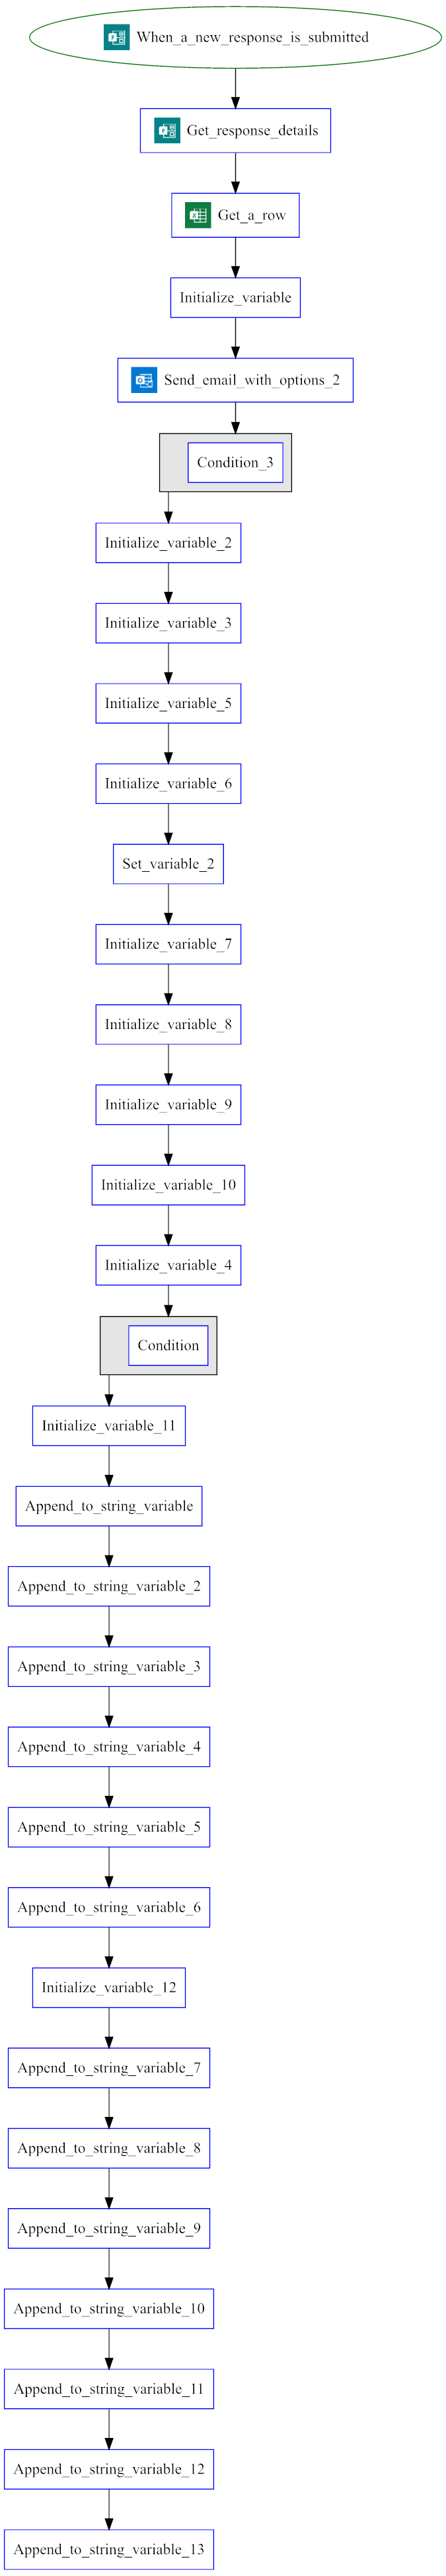 When_a_new_response_is_submitted
Get_response_details
Get_a_row
Initialize_variable
Send_email_with_options_2
Condition_3
Initialize_variable_2
Initialize_variable_3
Initialize_variable_5
Initialize_variable_6
Set_variable_2
Initialize_variable_7
Initialize_variable_8
Initialize_variable_9
Initialize_variable_10
Initialize_variable_4
Condition
Initialize_variable_11
Append_to_string_variable
Append_to_string_variable_2
Append_to_string_variable_3
Append_to_string_variable_4
Append_to_string_variable_5
Append_to_string_variable_6
Initialize_variable_12
Append_to_string_variable_7
Append_to_string_variable_8
Append_to_string_variable_9
Append_to_string_variable_10
Append_to_string_variable_11
Append_to_string_variable_12
Append_to_string_variable_13